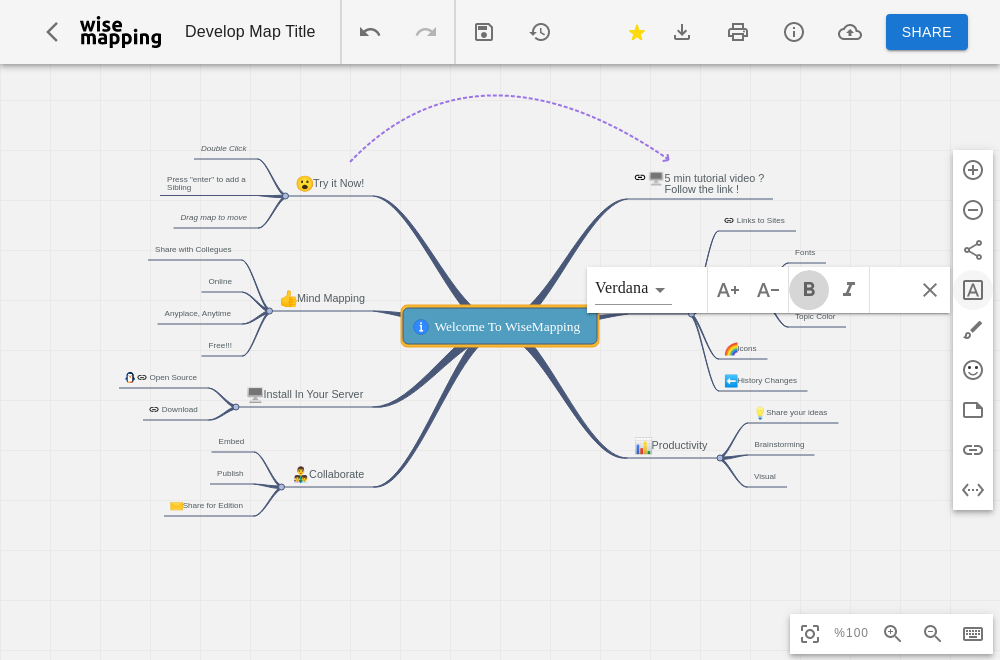 wise
mapping
Develop Map Title
SHARE
Double Click
Press "enter" to add a
Sibling
Drag map to move
Try it Now!
5 min tutorial video ?
Follow the link !
Links to Sites
Fonts
Topic Color
Verdana
A+
A-
B
I
A
Share with Collegues
Online
Anyplace, Anytime
Free!!!
Mind Mapping
Welcome To WiseMapping
Icons
History Changes
Open Source
Download
Install In Your Server
Embed
Publish
Share for Edition
Collaborate
Productivity
Share your ideas
Brainstorming
Visual
%100